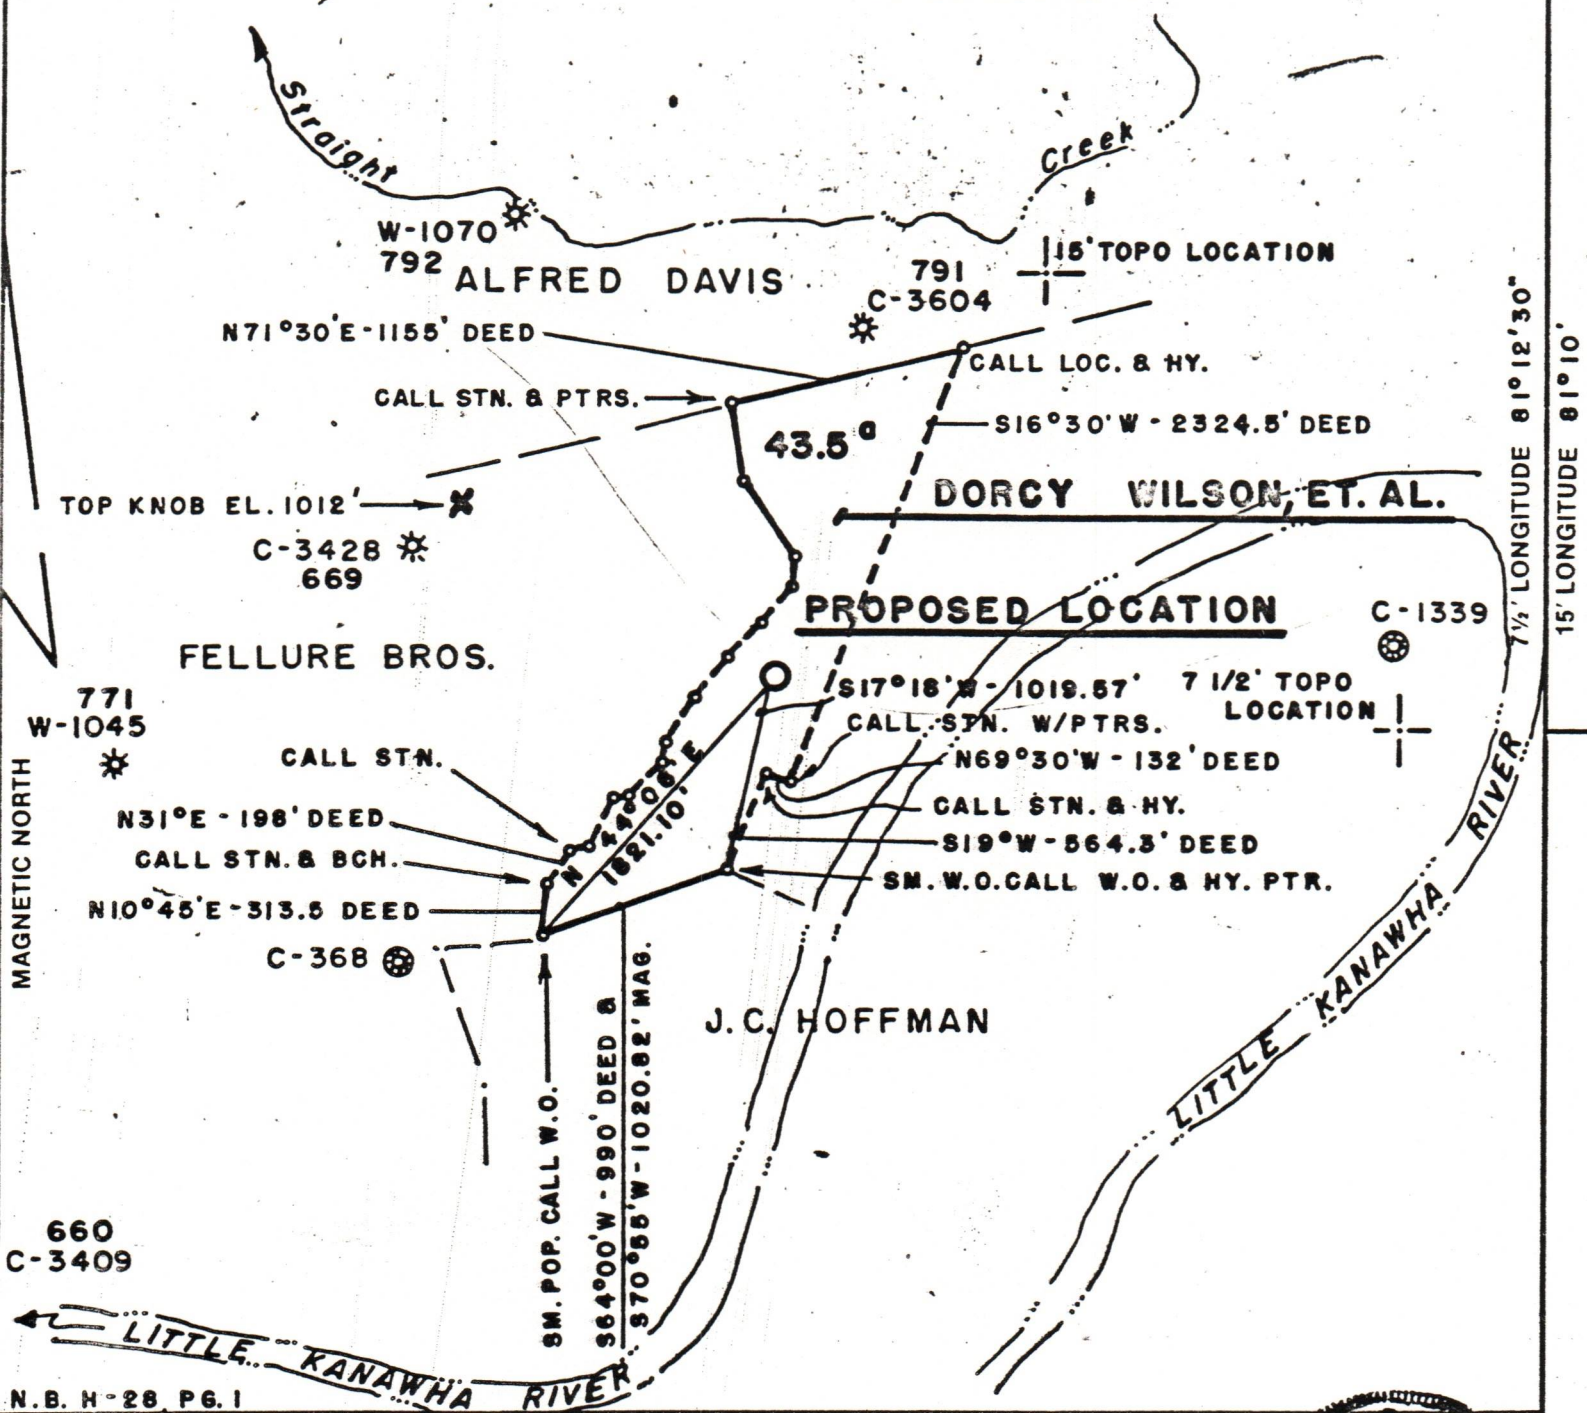 Straight
Creek
W-1070
792
ALFRED DAVIS
791
C-3604
15' TOPO LOCATION
N71°30'E-1155' DEED
CALL LOC. & HY.
CALL STN. & PTRS.
43.5 a
S16°30'W - 2324.5' DEED
TOP KNOB EL. 1012'
DORCY WILSON, ET. AL.
C-3428
669
PROPOSED LOCATION
C-1339
7½' LONGITUDE 81°12'30"
15' LONGITUDE 81°10'
FELLURE BROS.
771
W-1045
S17°18'W - 1019.57'
7 1/2' TOPO
LOCATION
CALL STN. W/PTRS.
CALL STN.
N69°30'W - 132' DEED
N 44°06' E
1821.10'
N31°E - 198' DEED
CALL STN. & HY.
CALL STN. & BCH.
S19°W - 564.3' DEED
SM. W.O. CALL W.O. & HY. PTR.
N10°45'E-313.5 DEED
C-368
MAGNETIC NORTH
J.C. HOFFMAN
LITTLE KANAWHA RIVER
SM. POP. CALL W.O.
S64°00'W - 990' DEED &
S70°55'W - 1020.82' MAG.
660
C-3409
LITTLE KANAWHA RIVER
N.B. H-28 PG. 1